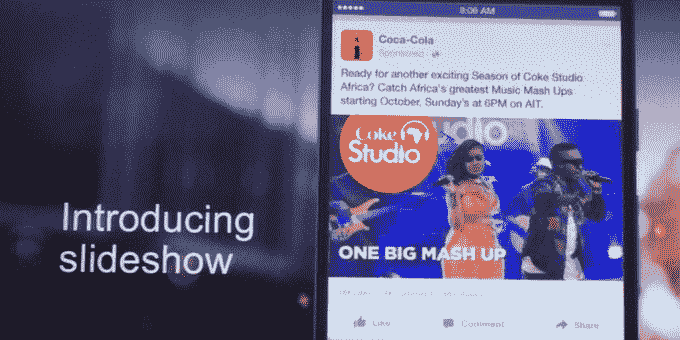 9:06 AM
Coca-Cola
Sponsored
Ready for another exciting Season of Coke Studio
Africa? Catch Africa's greatest Music Mash Ups
starting October, Sunday's at 6PM on AIT.
Coke
Studio
ONE BIG MASH UP
Introducing
slideshow
Like
Comment
Share